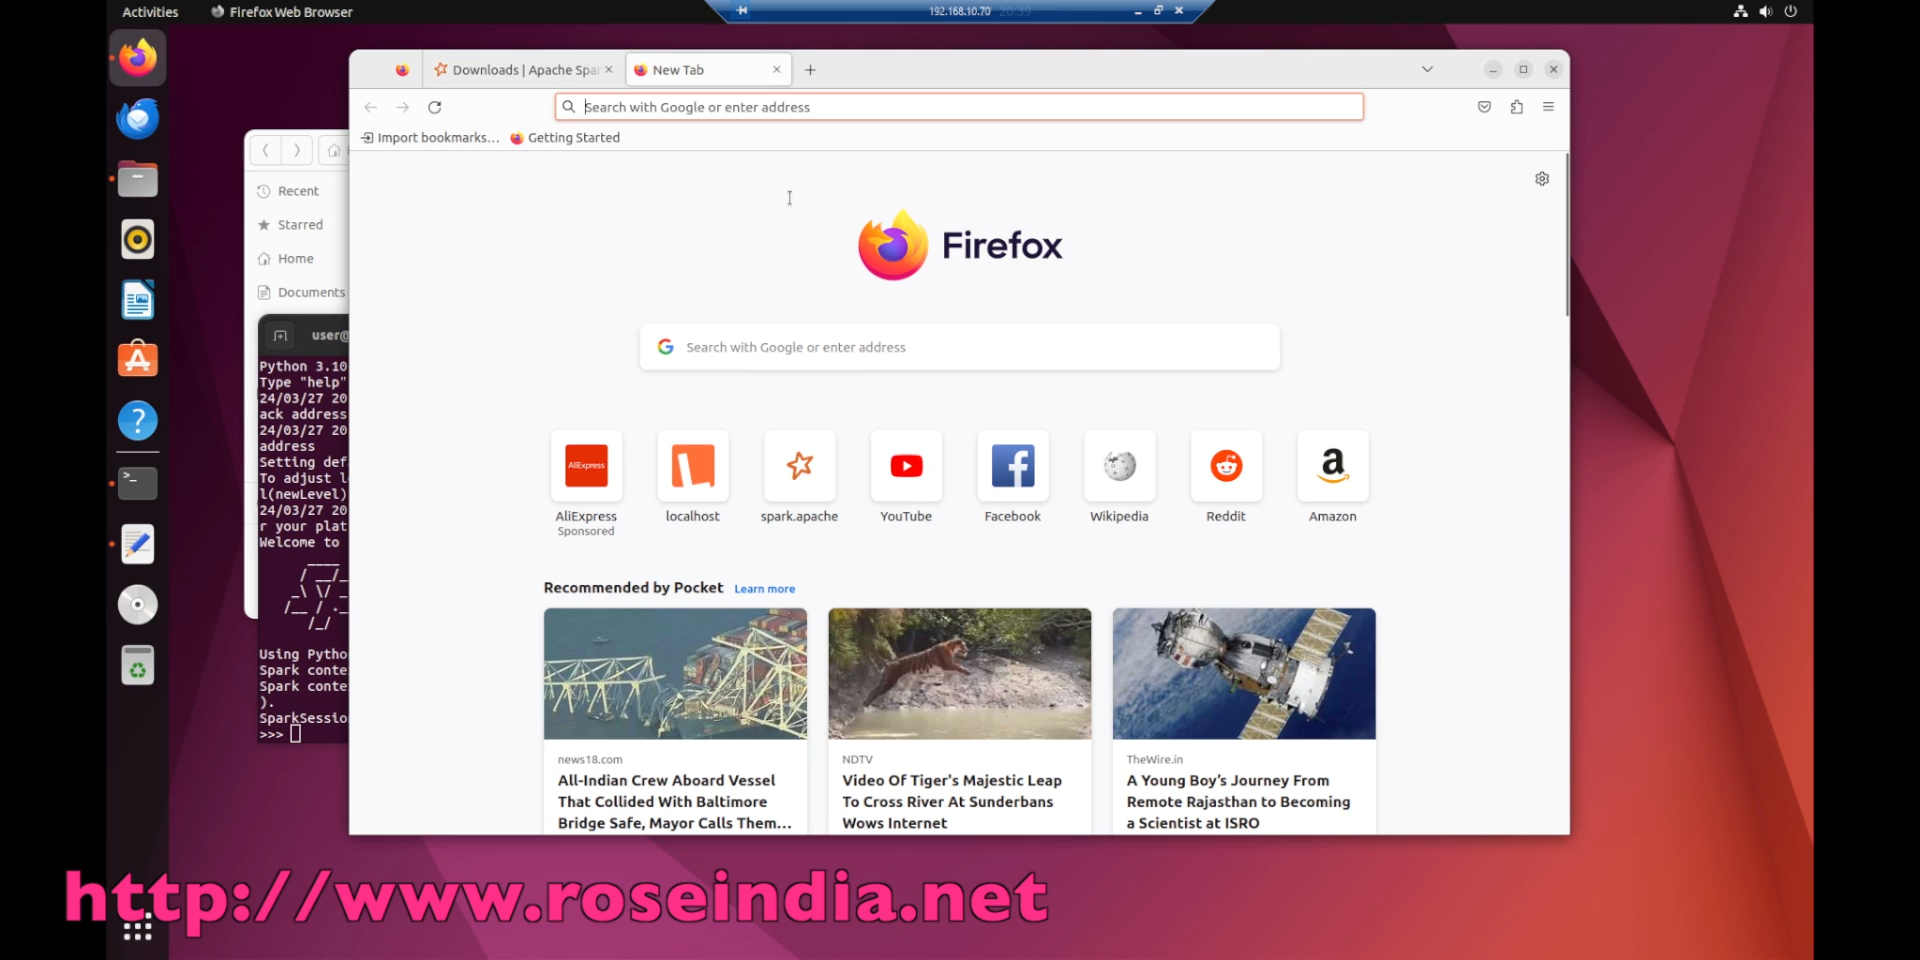 Activities
Firefox Web Browser
192.168.10.70
20:39
Downloads | Apache Spar
New Tab
Search with Google or enter address
Import bookmarks...
Getting Started
Recent
Starred
Home
Documents
user@
Python 3.10
Type "help"
24/03/27 20
ack address
24/03/27 20
address
Setting def
To adjust l
l(newLevel)
24/03/27 20
r your plat
Welcome to
Using Pytho
Spark conte
Spark conte
).
SparkSessio
>>>
Firefox
Search with Google or enter address
AliExpress
AliExpress
Sponsored
localhost
spark.apache
YouTube
Facebook
Wikipedia
Reddit
Amazon
Recommended by Pocket
Learn more
news18.com
All-Indian Crew Aboard Vessel
That Collided With Baltimore
Bridge Safe, Mayor Calls Them...
NDTV
Video Of Tiger's Majestic Leap
To Cross River At Sunderbans
Wows Internet
TheWire.in
A Young Boy's Journey From
Remote Rajasthan to Becoming
a Scientist at ISRO
http://www.roseindia.net